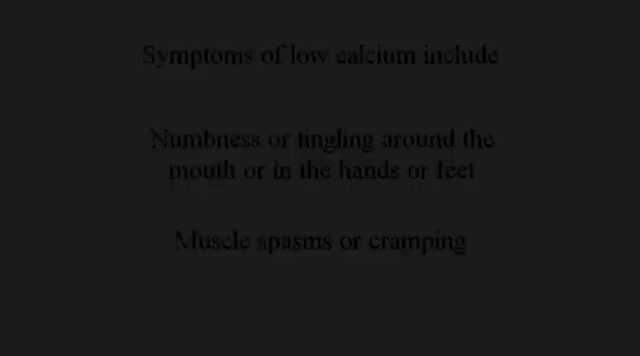 Symptoms of low calcium include
Numbness or tingling around the
mouth or in the hands or feet
Muscle spasms or cramping